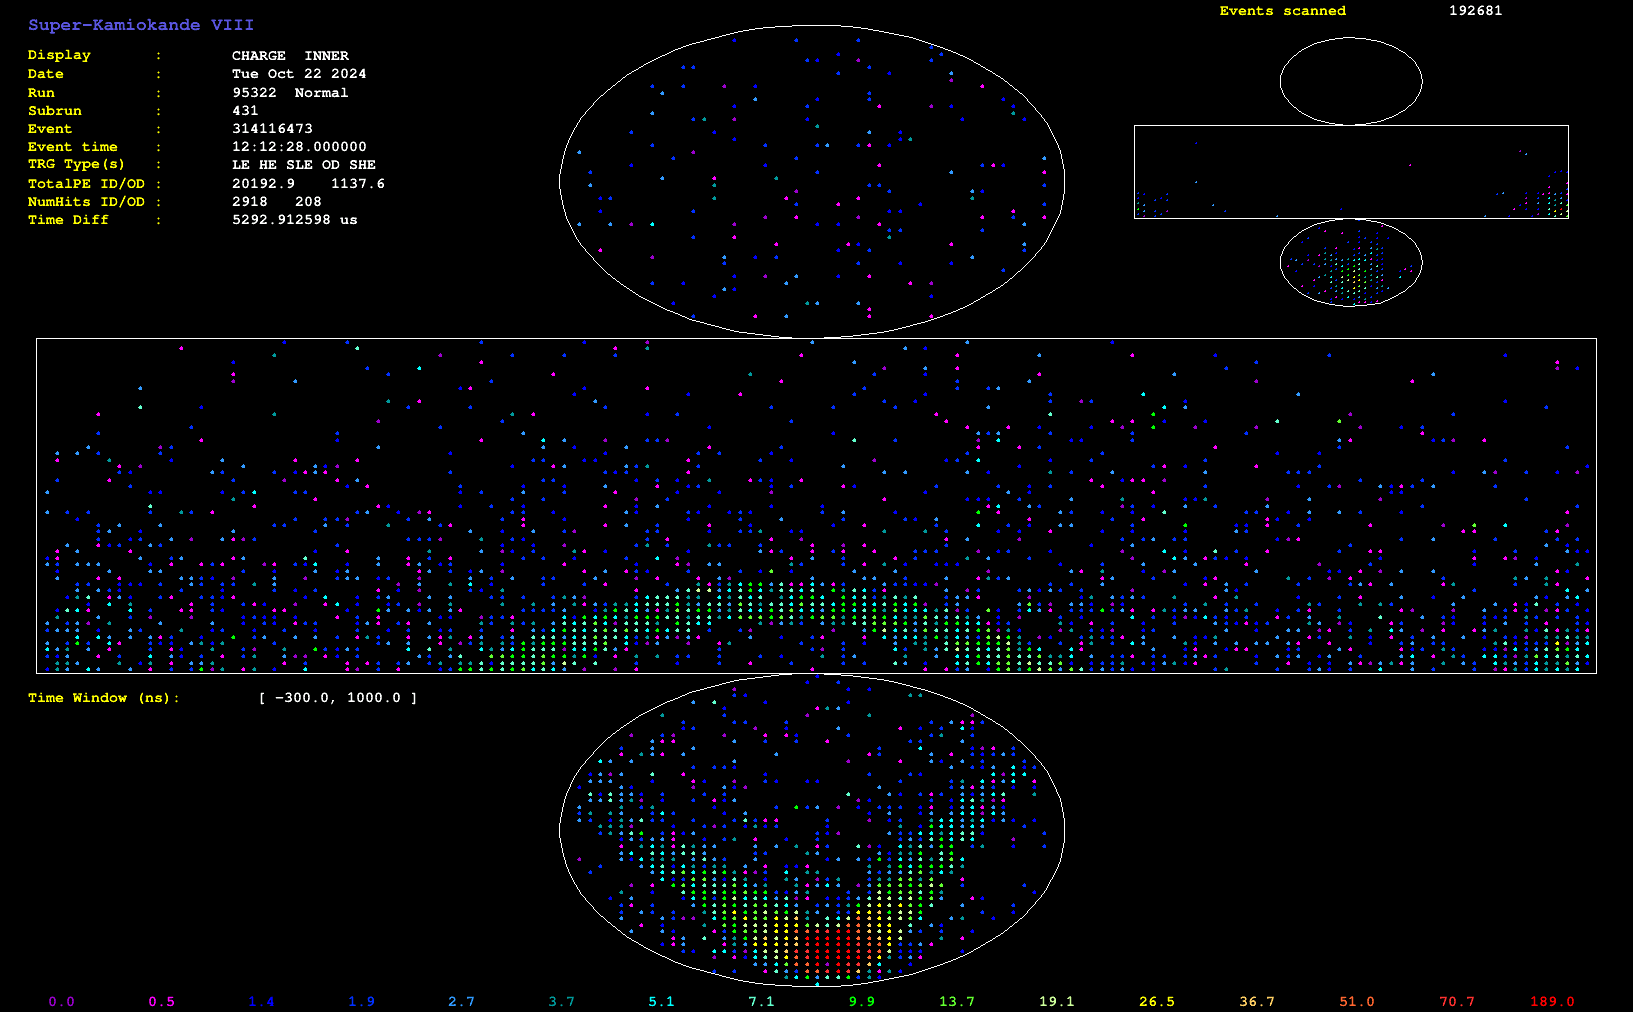 Super-Kamiokande VIII
Events scanned 192681
Display : CHARGE INNER
Date : Tue Oct 22 2024
Run : 95322 Normal
Subrun : 431
Event : 314116473
Event time : 12:12:28.000000
TRG Type(s) : LE HE SLE OD SHE
TotalPE ID/OD : 20192.9 1137.6
NumHits ID/OD : 2918 208
Time Diff : 5292.912598 us
Time Window (ns): [ −300.0, 1000.0 ]
0.0 0.5 1.4 1.9 2.7 3.7 5.1 7.1 9.9 13.7 19.1 26.5 36.7 51.0 70.7 189.0